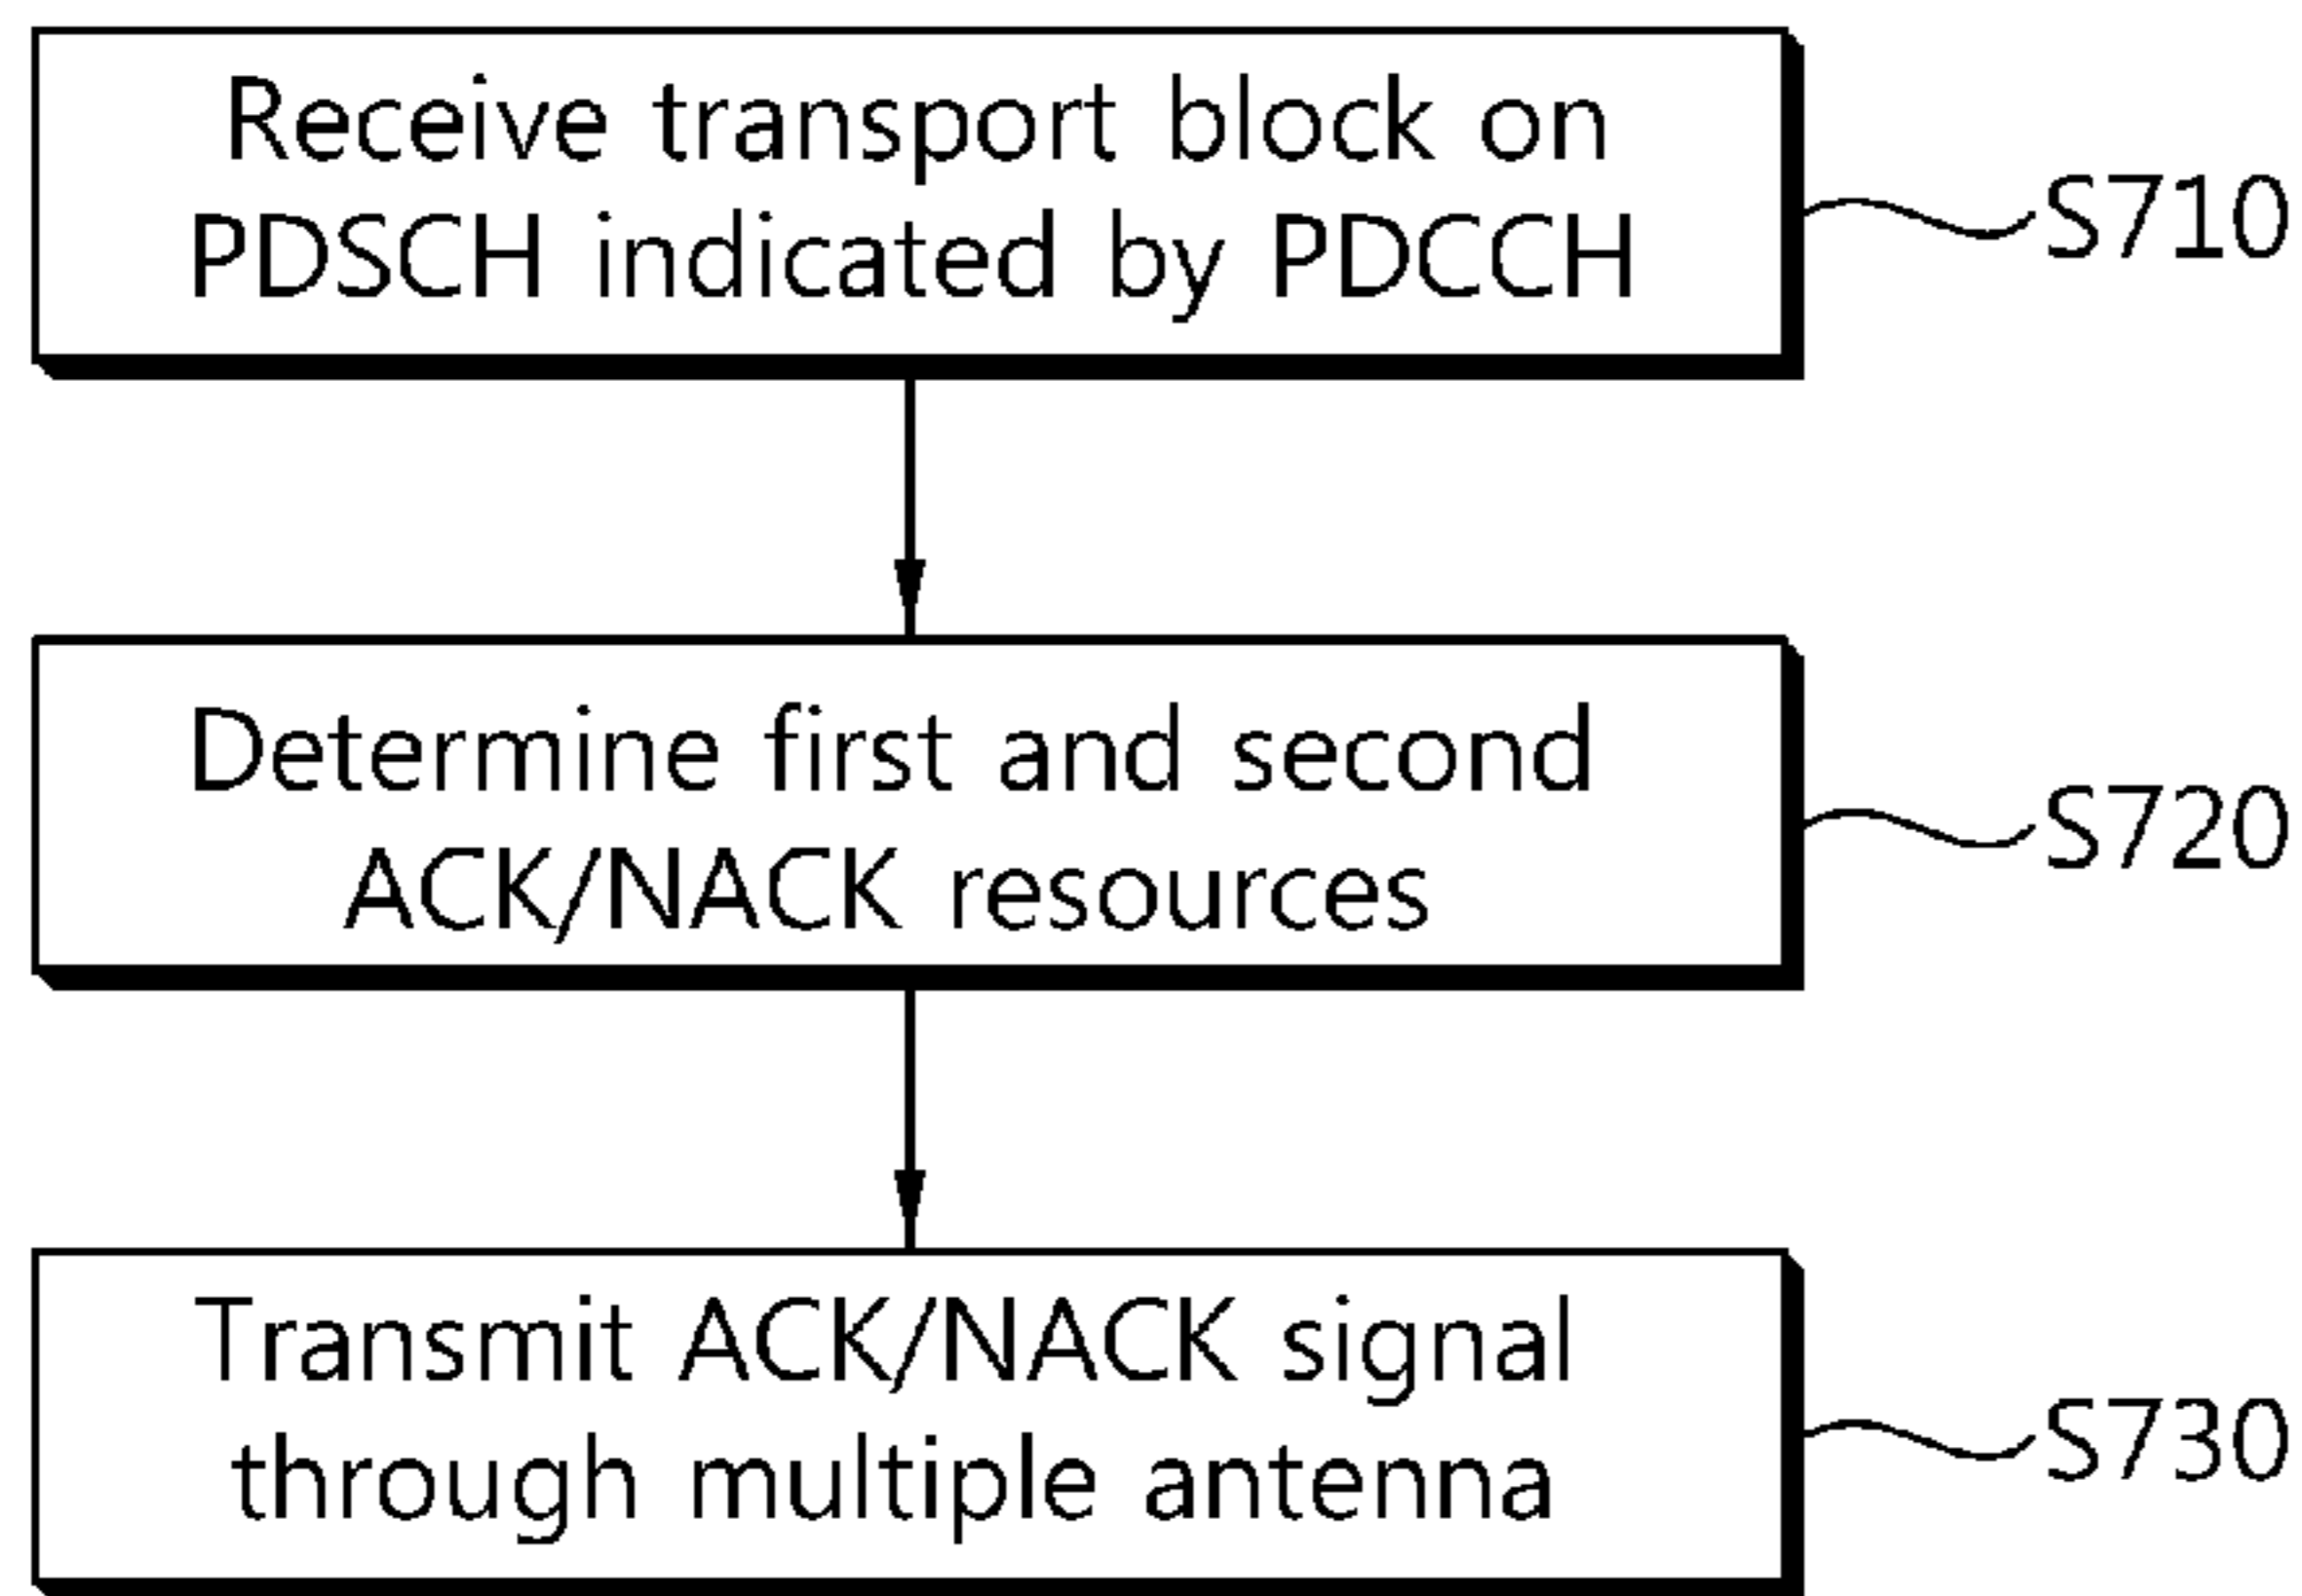 Receive transport block on
PDSCH indicated by PDCCH
S710
Determine first and second
ACK/NACK resources
S720
Transmit ACK/NACK signal
through multiple antenna
S730